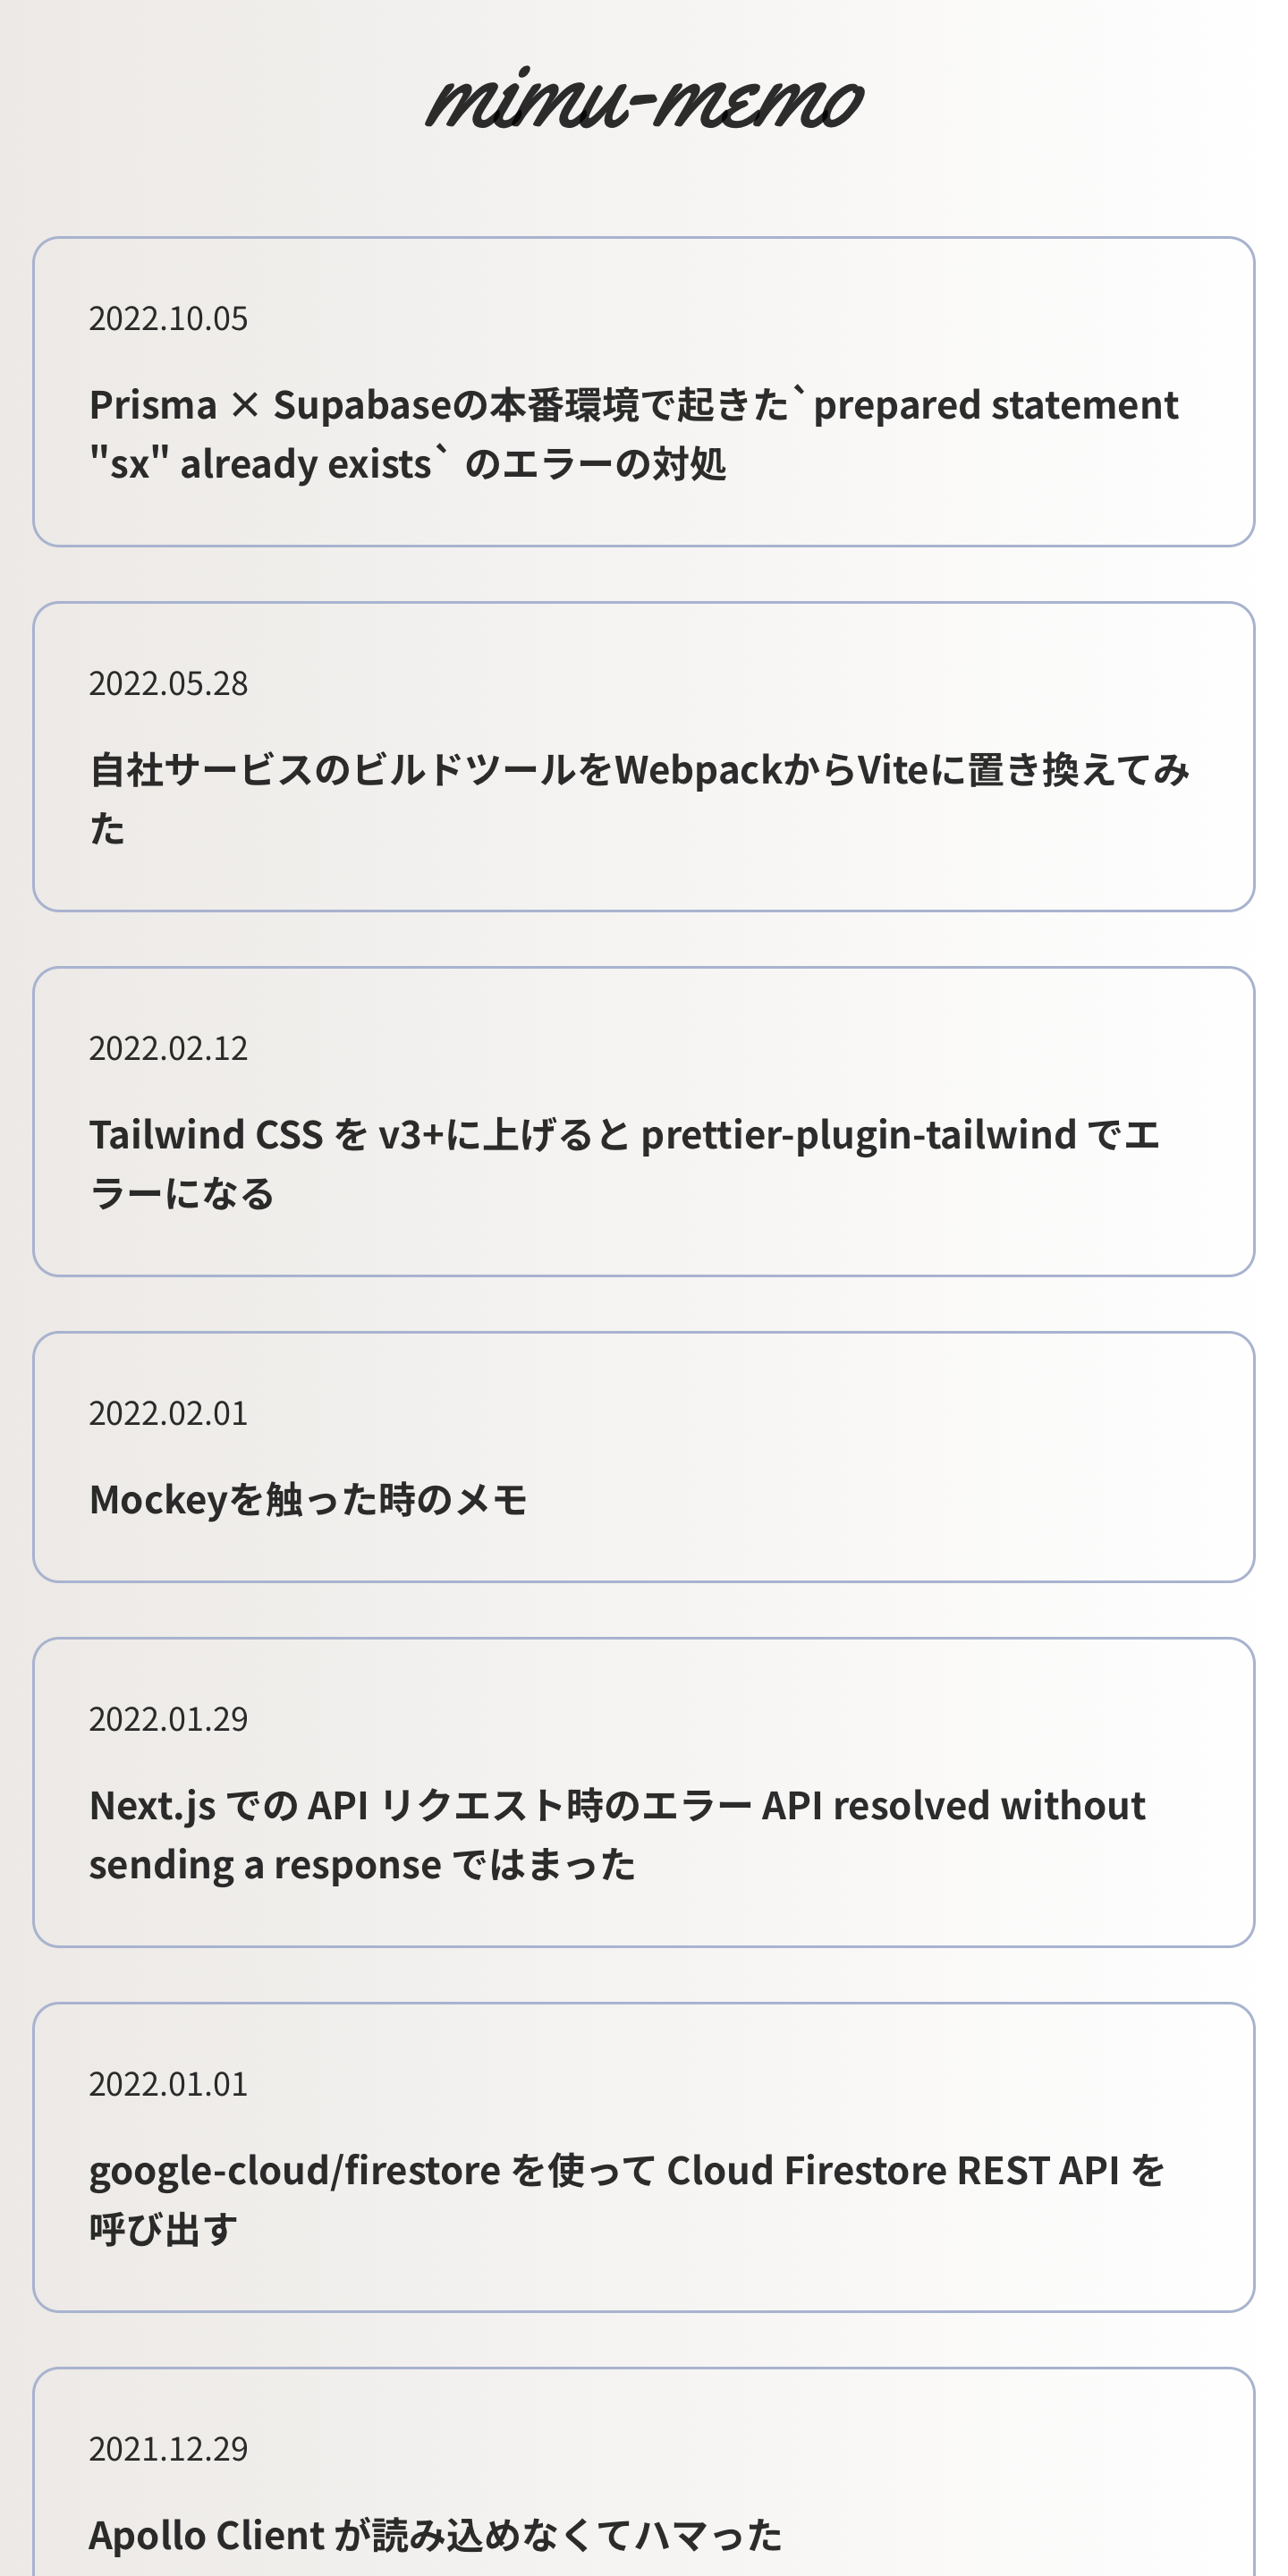 mimu-memo
2022.10.05
Prisma × Supabaseの本番環境で起きた`prepared statement
"sx" already exists` のエラーの対処
2022.05.28
自社サービスのビルドツールをWebpackからViteに置き換えてみ
た
2022.02.12
Tailwind CSS を v3+に上げると prettier-plugin-tailwind でエ
ラーになる
2022.02.01
Mockeyを触った時のメモ
2022.01.29
Next.js での API リクエスト時のエラー API resolved without
sending a response ではまった
2022.01.01
google-cloud/firestore を使って Cloud Firestore REST API を
呼び出す
2021.12.29
Apollo Client が読み込めなくてハマった